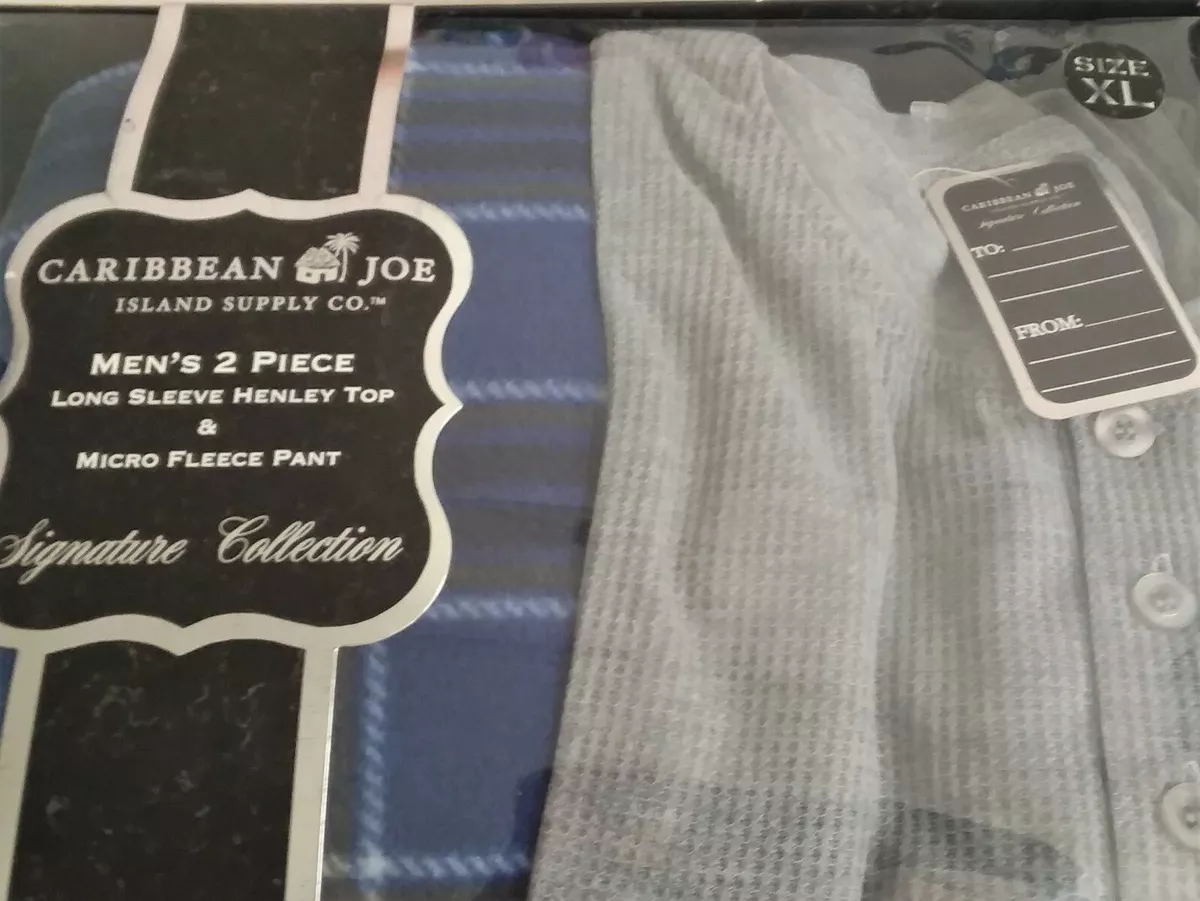 CARIBBEAN JOE
ISLAND SUPPLY CO.™
MEN'S 2 PIECE
LONG SLEEVE HENLEY TOP
&
MICRO FLEECE PANT
Signature Collection
SIZE
XL
CARIBBEAN JOE
Signature Collection
TO:
FROM: